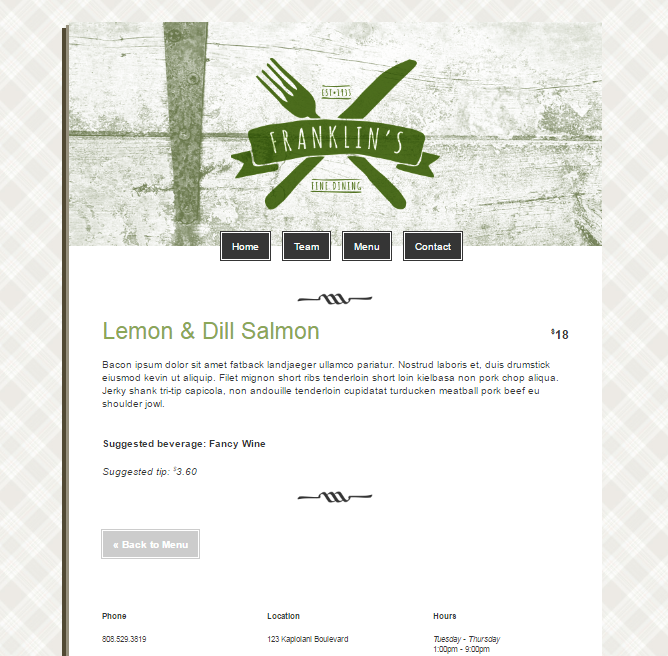 EST•1935
FRANKLIN'S
FINE DINING
Home Team Menu Contact
Lemon & Dill Salmon $18
Bacon ipsum dolor sit amet fatback landjaeger ullamco pariatur. Nostrud laboris et, duis drumstick
eiusmod kevin ut aliquip. Filet mignon short ribs tenderloin short loin kielbasa non pork chop aliqua.
Jerky shank tri-tip capicola, non andouille tenderloin cupidatat turducken meatball pork beef eu
shoulder jowl.
Suggested beverage: Fancy Wine
Suggested tip: $3.60
« Back to Menu
Phone Location Hours
808.529.3819 123 Kapiolani Boulevard Tuesday - Thursday
1:00pm - 9:00pm